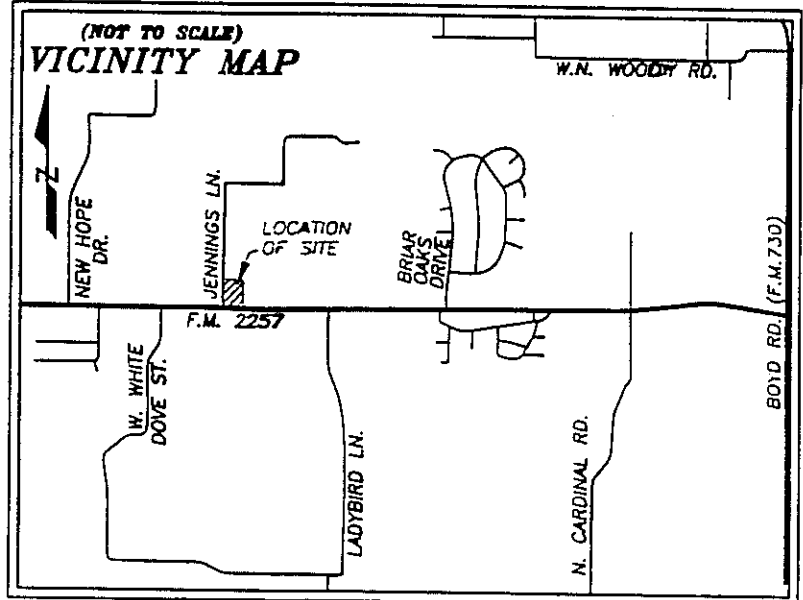 (NOT TO SCALE)
VICINITY MAP
W.N. WOODY RD.
Z
NEW HOPE
DR.
JENNINGS LN.
LOCATION
OF SITE
BRIAR
OAKS
DRIVE
BOYD RD. (F.M.730)
F.M. 2257
W. WHITE
DOVE ST.
LADYBIRD LN.
N. CARDINAL RD.